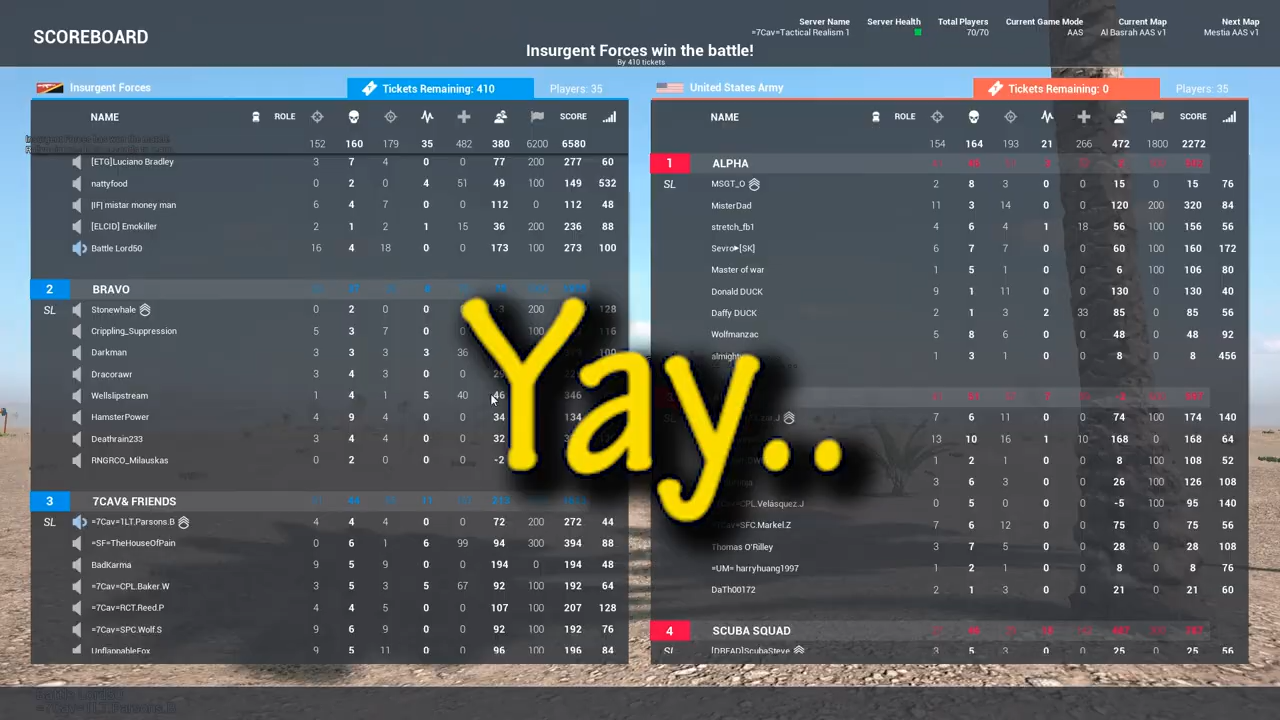 SCOREBOARD
Server Name Server Health Total Players Current Game Mode Current Map Next Map
=7Cav=Tactical Realism 1 70/70 AAS Al Basrah AAS v1 Mestia AAS v1
Insurgent Forces win the battle!
By 410 tickets
Insurgent Forces Tickets Remaining: 410 Players: 35
NAME ROLE SCORE
152 160 179 35 482 380 6200 6580
[ETG]Luciano Bradley 3 7 4 0 0 77 200 277 60
nattyfood 0 2 0 4 51 49 100 149 532
[IF] mistar money man 6 4 7 0 0 112 0 112 48
[ELCID] Emokiller 2 1 2 1 15 36 200 236 88
Battle Lord50 16 4 18 0 0 173 100 273 100
2 BRAVO
SL Stonewhale 0 2 0 0 0 -3 200 128
Crippling_Suppression 5 3 7 0 0 116
Darkman 3 3 3 3 36 100
Dracorawr 3 4 3 0 0
Wellslipstream 1 4 1 5 40 46 346
HamsterPower 4 9 4 0 0 34 134
Deathrain233 3 4 4 0 0 32
RNGRCO_Milauskas 0 2 0 0 0 -2
3 7CAV& FRIENDS
SL =7Cav=1LT.Parsons.B 4 4 4 0 0 72 200 272 44
=SF=TheHouseOfPain 0 6 1 6 99 94 300 394 88
BadKarma 9 5 9 0 0 194 0 194 48
=7Cav=CPL.Baker.W 3 5 3 5 67 92 100 192 64
=7Cav=RCT.Reed.P 4 4 5 0 0 107 100 207 128
=7Cav=SPC.Wolf.S 9 6 9 0 0 92 100 192 76
UnflappableFox 9 5 11 0 0 96 100 196 84
United States Army Tickets Remaining: 0 Players: 35
NAME ROLE SCORE
154 164 193 21 266 472 1800 2272
1 ALPHA
SL MSGT_O 2 8 3 0 0 15 0 15 76
MisterDad 11 3 14 0 0 120 200 320 84
stretch_fb1 4 6 4 1 18 56 100 156 56
Sevro►[SK] 6 7 7 0 0 60 100 160 172
Master of war 1 5 1 0 0 6 100 106 80
Donald DUCK 9 1 11 0 0 130 0 130 40
Daffy DUCK 2 1 3 2 33 85 0 85 56
Wolfmanzac 5 8 6 0 0 48 0 48 92
almighty 1 3 1 0 0 8 0 8 456
SL 7 6 11 0 0 74 100 174 140
13 10 16 1 10 168 0 168 64
1 2 1 0 0 8 100 108 52
3 6 3 0 0 26 100 126 108
=7Cav=CPL.Velasquez.J 0 5 0 0 0 -5 100 95 140
=7Cav=SFC.Markel.Z 7 6 12 0 0 75 0 75 56
Thomas O'Rilley 3 7 5 0 0 28 0 28 108
=UM= harryhuang1997 1 2 1 0 0 8 0 8 76
DaTh00172 2 1 3 0 0 21 0 21 60
4 SCUBA SQUAD
SL [DREAD]ScubaSteve 3 5 3 0 0 25 0 25 56
Yay..